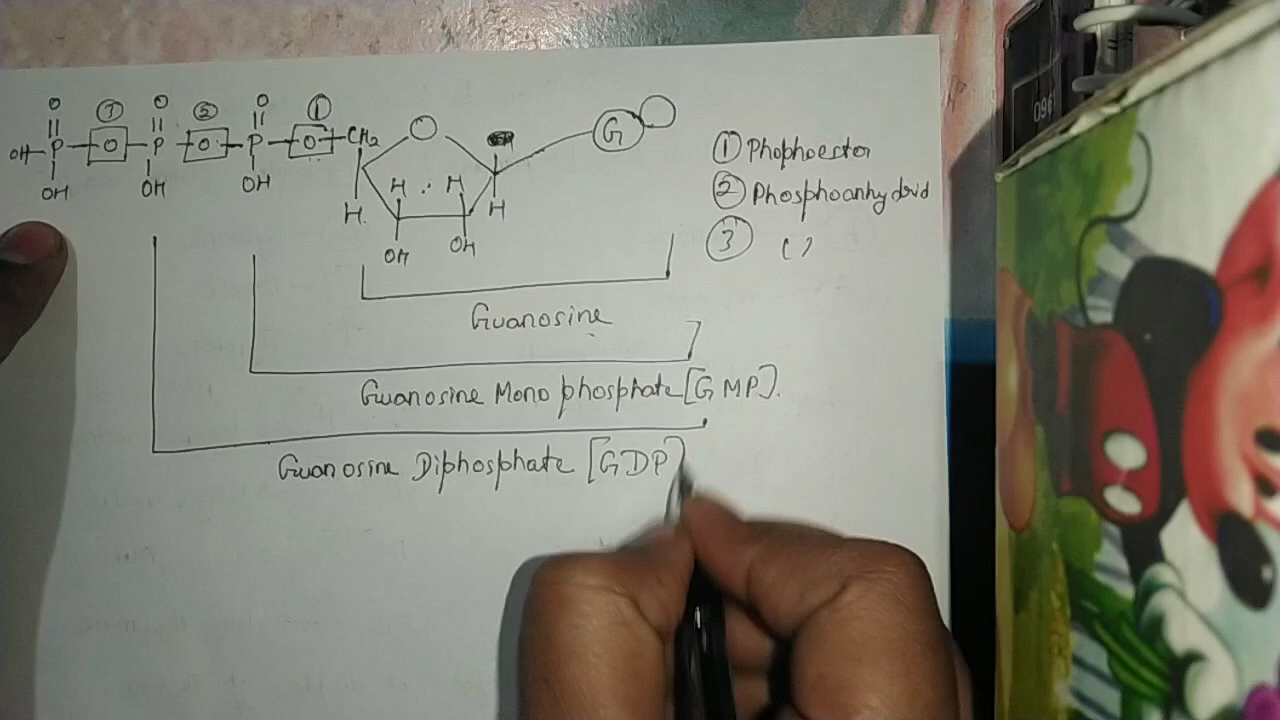 O O O
③ ② ①
OH P O P O P O CH₂ O G
OH OH OH
H H H H
OH OH
① Phophoester
② Phosphoanhydrid
③ ( )
Guanosine
Guanosine Mono phosphate [GMP].
Guanosine Diphosphate [GDP]
096